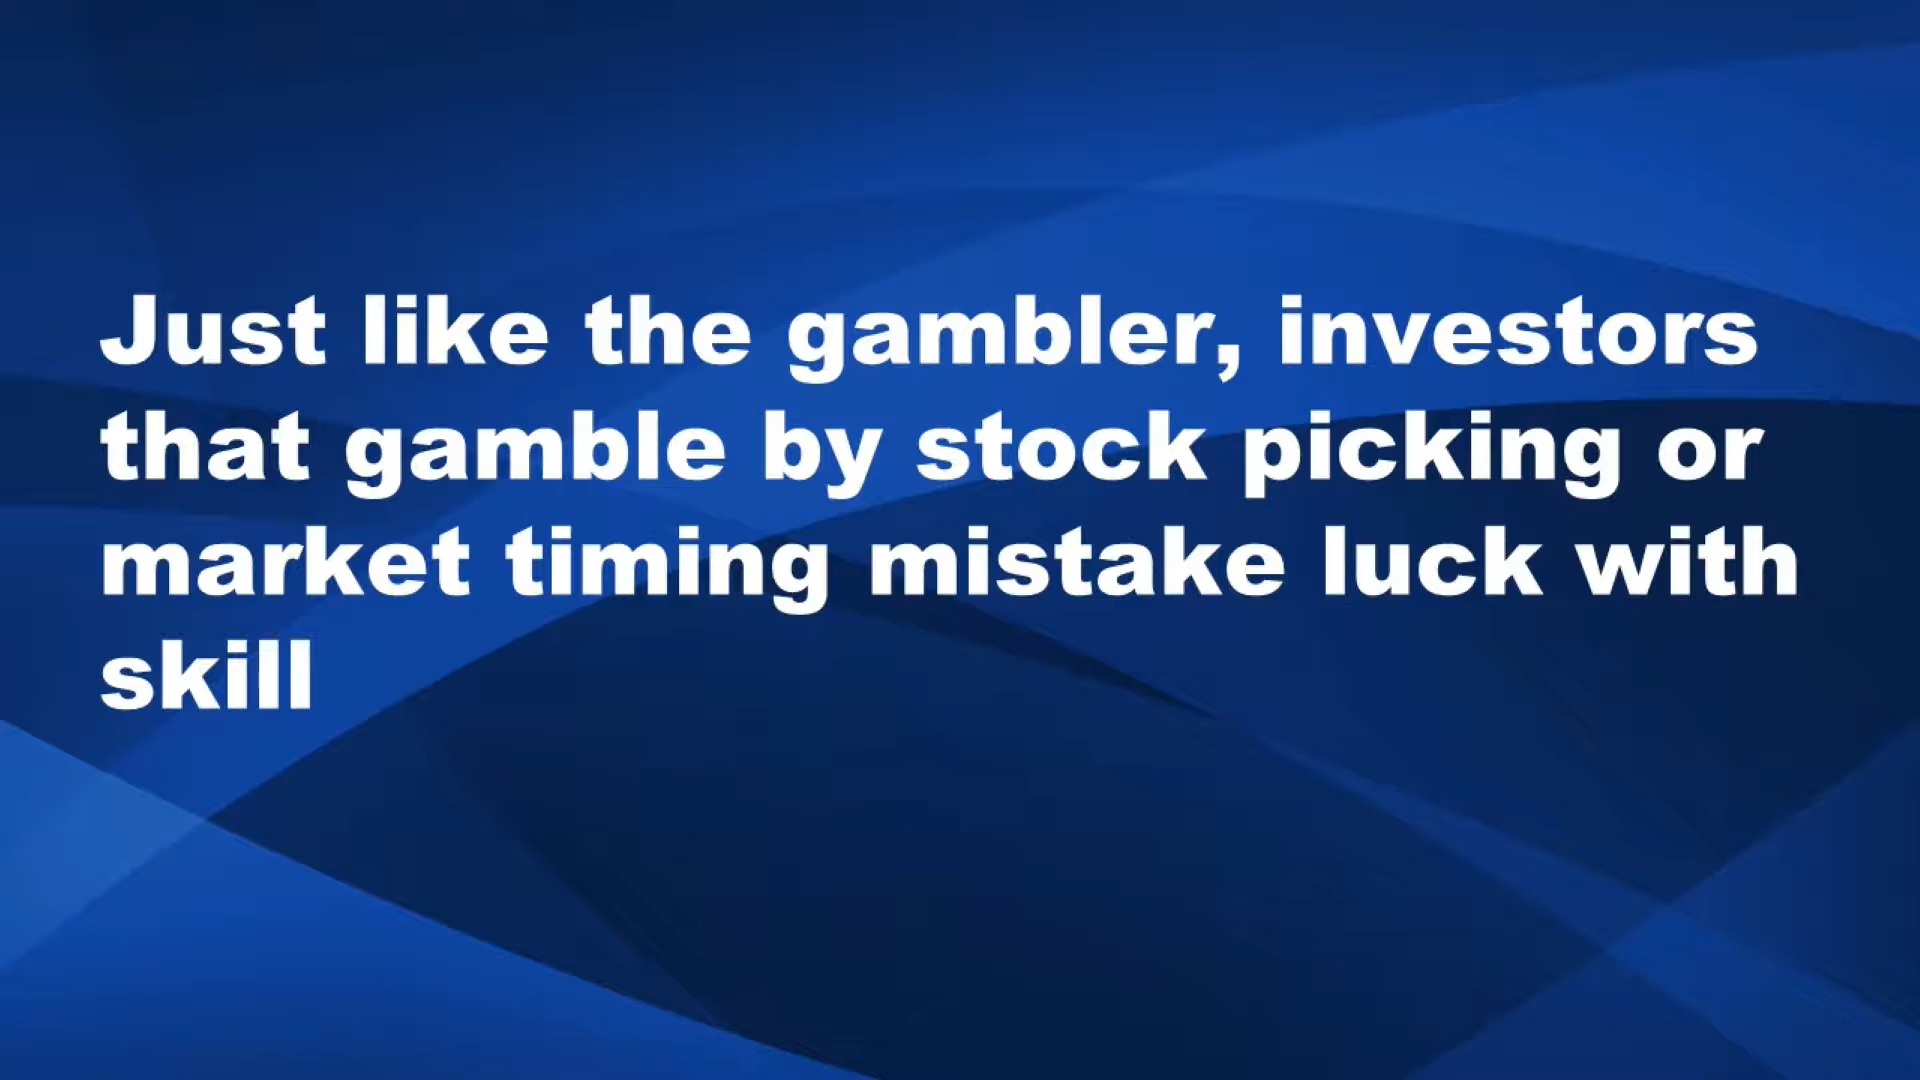 Just like the gambler, investors
that gamble by stock picking or
market timing mistake luck with
skill